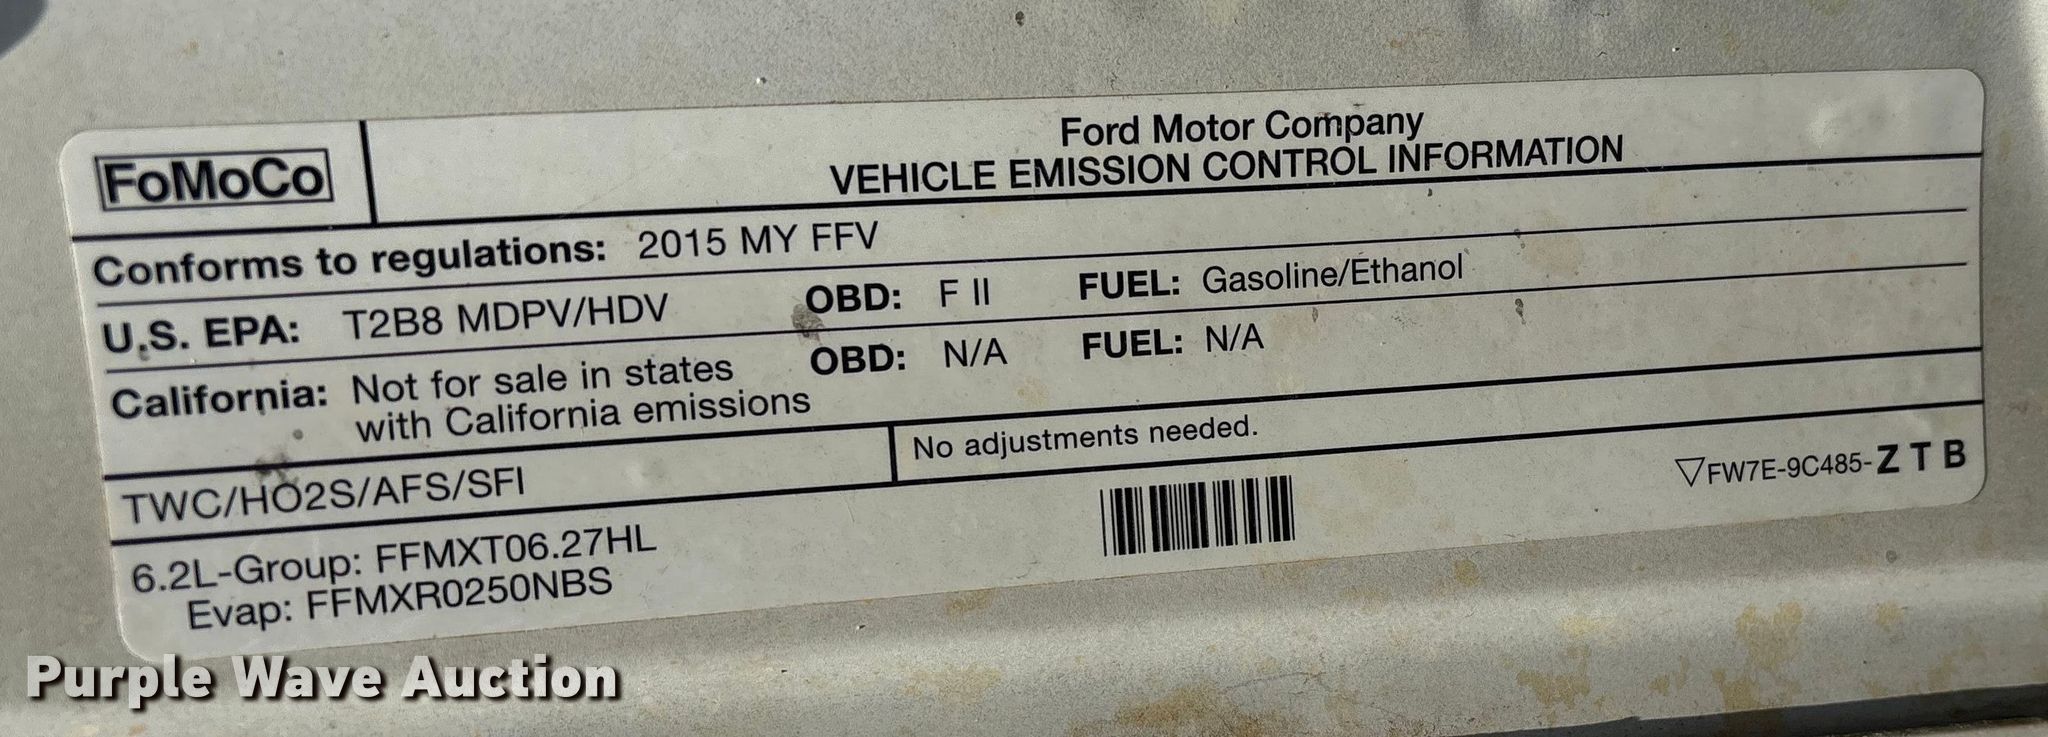 FoMoCo
Ford Motor Company
VEHICLE EMISSION CONTROL INFORMATION
Conforms to regulations: 2015 MY FFV
U.S. EPA: T2B8 MDPV/HDV OBD: F II FUEL: Gasoline/Ethanol
California: Not for sale in states OBD: N/A FUEL: N/A
with California emissions
TWC/HO2S/AFS/SFI
No adjustments needed.
6.2L-Group: FFMXT06.27HL
Evap: FFMXR0250NBS
▽FW7E-9C485-Z T B
Purple Wave Auction